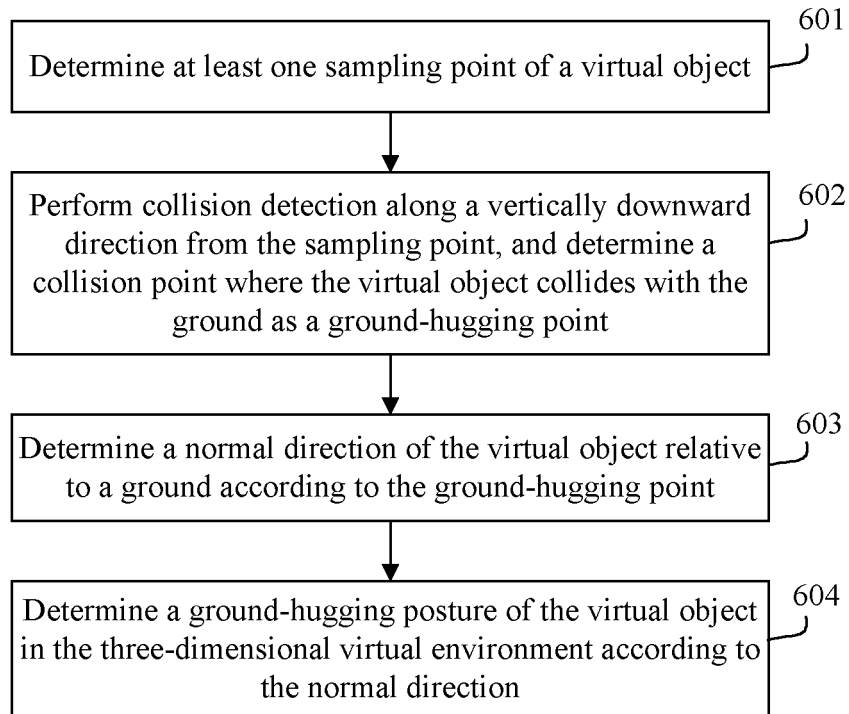 601
Determine at least one sampling point of a virtual object
602
Perform collision detection along a vertically downward
direction from the sampling point, and determine a
collision point where the virtual object collides with the
ground as a ground-hugging point
603
Determine a normal direction of the virtual object relative
to a ground according to the ground-hugging point
604
Determine a ground-hugging posture of the virtual object
in the three-dimensional virtual environment according to
the normal direction